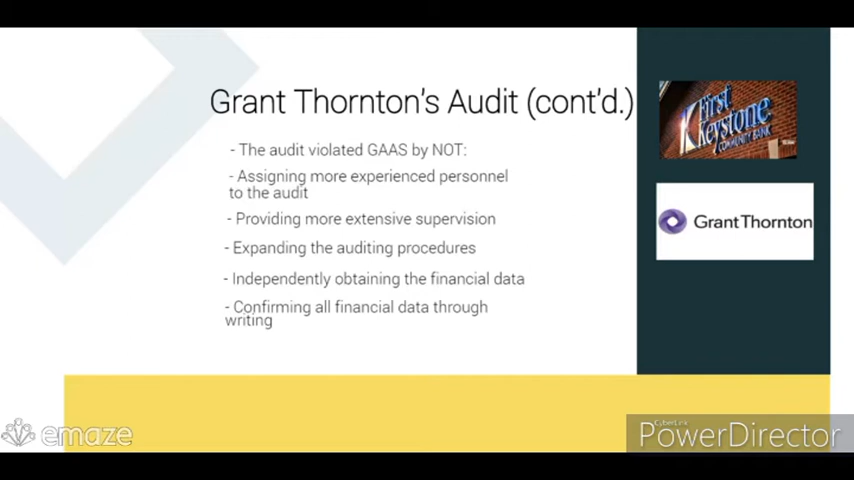 Grant Thornton's Audit (cont'd.)
- The audit violated GAAS by NOT:
- Assigning more experienced personnel
to the audit
- Providing more extensive supervision
- Expanding the auditing procedures
- Independently obtaining the financial data
- Confirming all financial data through
writing
First
Keystone
COMMUNITY BANK
Grant Thornton
emaze
CyberLink
PowerDirector